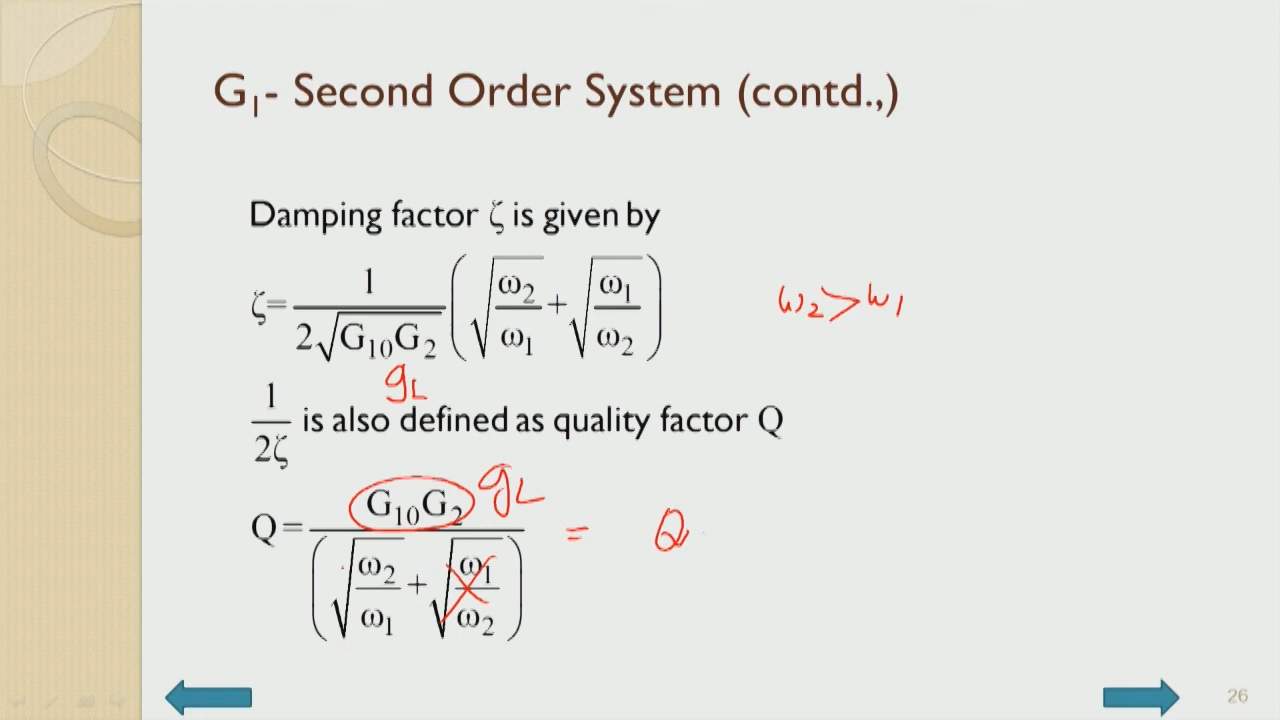 G₁- Second Order System (contd.,)
Damping factor ζ is given by
ζ = 1 / (2√(G₁₀G₂)) (√(ω₂/ω₁) + √(ω₁/ω₂))
ω₂ > ω₁
gL
1/(2ζ) is also defined as quality factor Q
Q = G₁₀G₂ / (√(ω₂/ω₁) + √(ω₁/ω₂))
gL
= Q
26